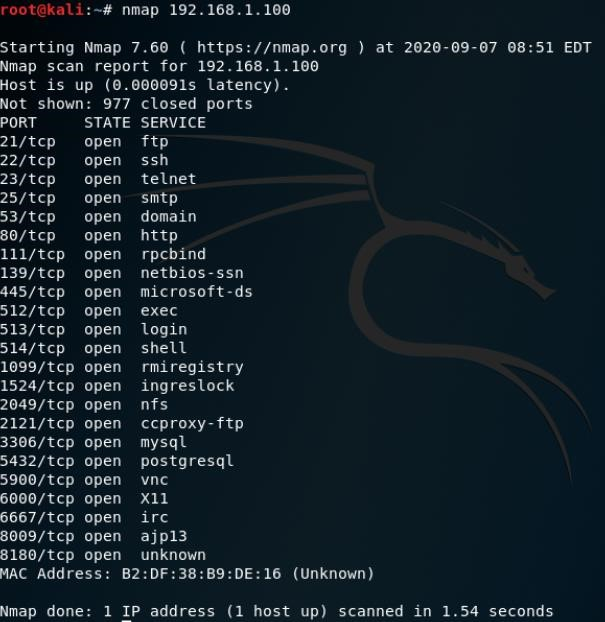 root@kali:~# nmap 192.168.1.100
Starting Nmap 7.60 ( https://nmap.org ) at 2020-09-07 08:51 EDT
Nmap scan report for 192.168.1.100
Host is up (0.000091s latency).
Not shown: 977 closed ports
PORT     STATE SERVICE
21/tcp   open  ftp
22/tcp   open  ssh
23/tcp   open  telnet
25/tcp   open  smtp
53/tcp   open  domain
80/tcp   open  http
111/tcp  open  rpcbind
139/tcp  open  netbios-ssn
445/tcp  open  microsoft-ds
512/tcp  open  exec
513/tcp  open  login
514/tcp  open  shell
1099/tcp open  rmiregistry
1524/tcp open  ingreslock
2049/tcp open  nfs
2121/tcp open  ccproxy-ftp
3306/tcp open  mysql
5432/tcp open  postgresql
5900/tcp open  vnc
6000/tcp open  X11
6667/tcp open  irc
8009/tcp open  ajp13
8180/tcp open  unknown
MAC Address: B2:DF:38:B9:DE:16 (Unknown)
Nmap done: 1 IP address (1 host up) scanned in 1.54 seconds